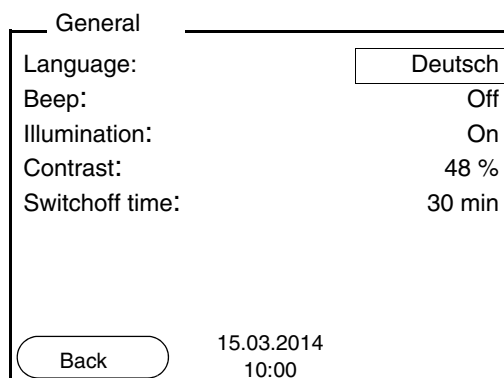 General
Language: Deutsch
Beep: Off
Illumination: On
Contrast: 48 %
Switchoff time: 30 min
15.03.2014
Back 10:00